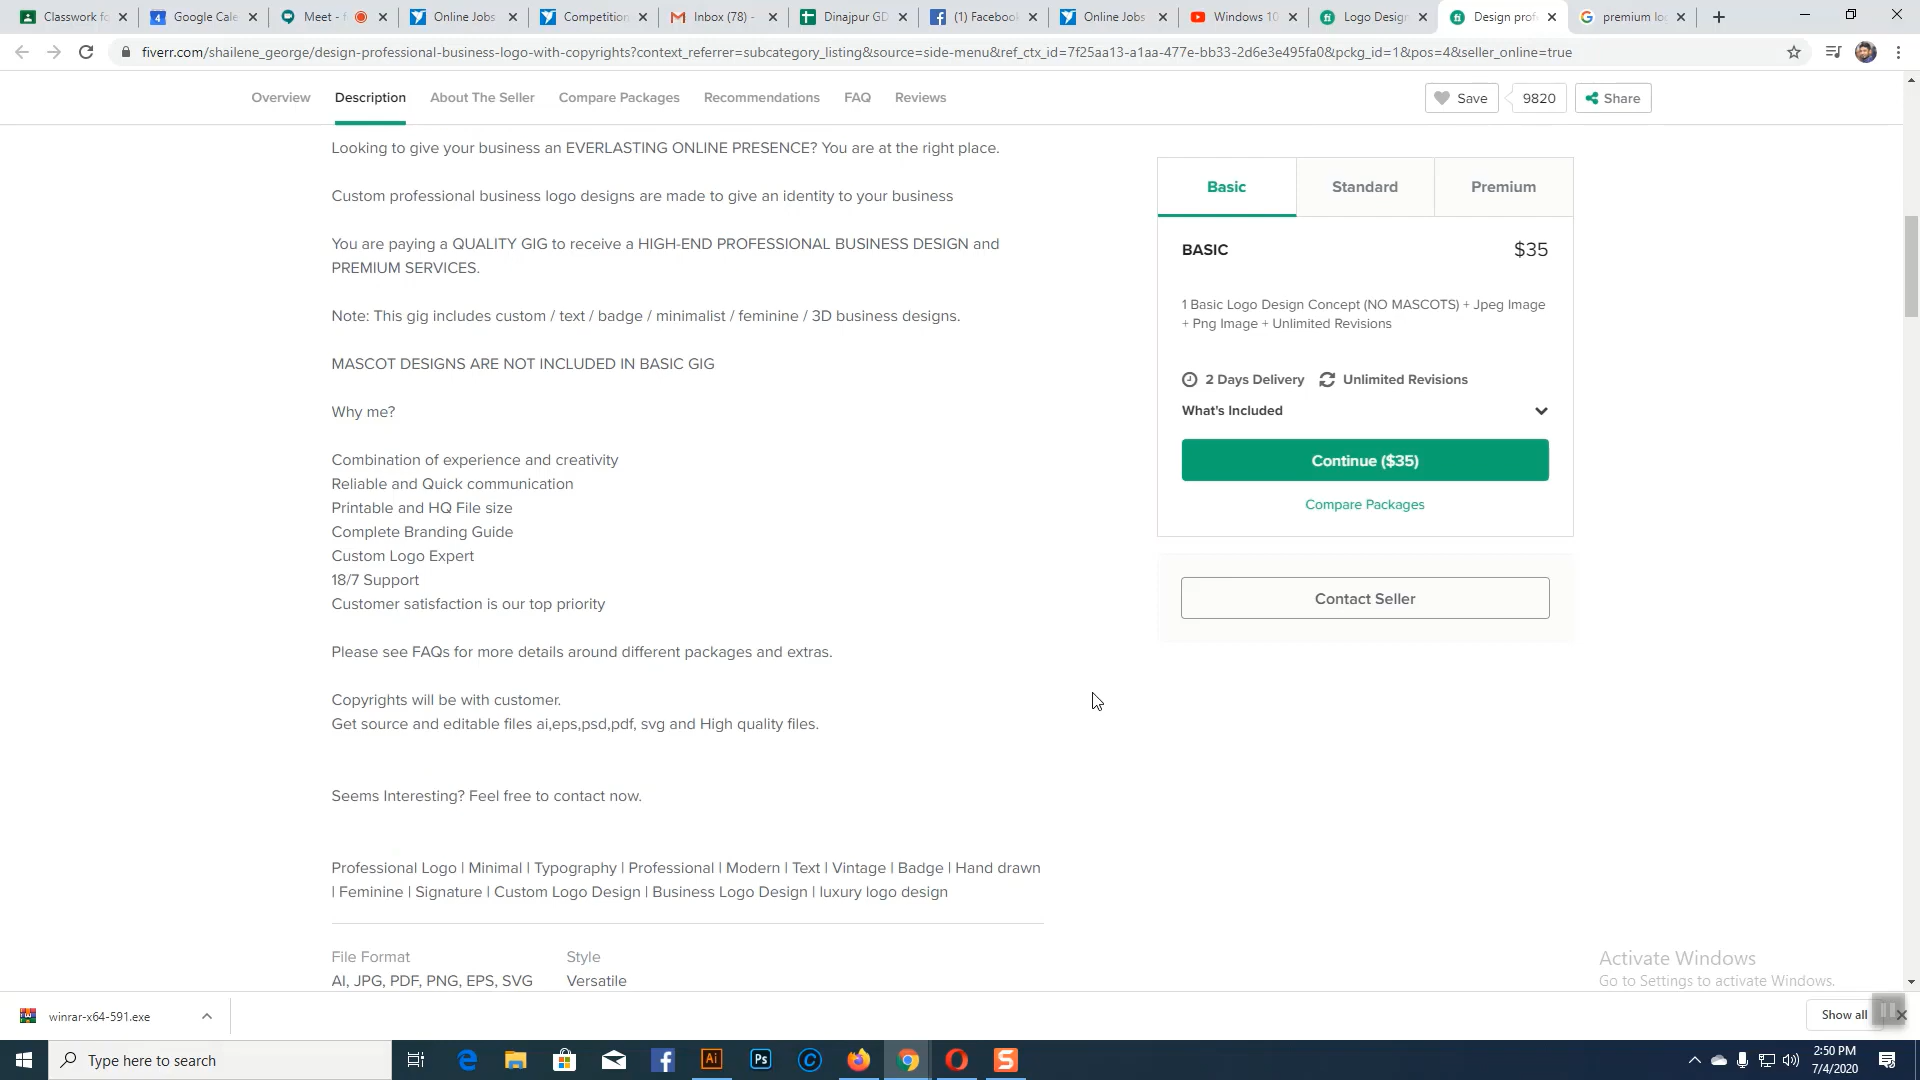 Classwork fo
Google Cale
Meet - f
Online Jobs
Competition
Inbox (78) -
Dinajpur GD
(1) Facebook
Online Jobs
Windows 10
Logo Design
Design prof
premium lo
fiverr.com/shailene_george/design-professional-business-logo-with-copyrights?context_referrer=subcategory_listing&source=side-menu&ref_ctx_id=7f25aa13-a1aa-477e-bb33-2d6e3e495fa0&pckg_id=1&pos=4&seller_online=true
Overview
Description
About The Seller
Compare Packages
Recommendations
FAQ
Reviews
Save
9820
Share
Looking to give your business an EVERLASTING ONLINE PRESENCE? You are at the right place.
Custom professional business logo designs are made to give an identity to your business
You are paying a QUALITY GIG to receive a HIGH-END PROFESSIONAL BUSINESS DESIGN and
PREMIUM SERVICES.
Note: This gig includes custom / text / badge / minimalist / feminine / 3D business designs.
MASCOT DESIGNS ARE NOT INCLUDED IN BASIC GIG
Why me?
Combination of experience and creativity
Reliable and Quick communication
Printable and HQ File size
Complete Branding Guide
Custom Logo Expert
18/7 Support
Customer satisfaction is our top priority
Please see FAQs for more details around different packages and extras.
Copyrights will be with customer.
Get source and editable files ai,eps,psd,pdf, svg and High quality files.
Seems Interesting? Feel free to contact now.
Professional Logo | Minimal | Typography | Professional | Modern | Text | Vintage | Badge | Hand drawn
| Feminine | Signature | Custom Logo Design | Business Logo Design | luxury logo design
File Format
Style
AI, JPG, PDF, PNG, EPS, SVG
Versatile
Basic
Standard
Premium
BASIC
$35
1 Basic Logo Design Concept (NO MASCOTS) + Jpeg Image
+ Png Image + Unlimited Revisions
2 Days Delivery
Unlimited Revisions
What's Included
Continue ($35)
Compare Packages
Contact Seller
Activate Windows
Go to Settings to activate Windows.
winrar-x64-591.exe
Show all
Type here to search
Ai
Ps
2:50 PM
7/4/2020